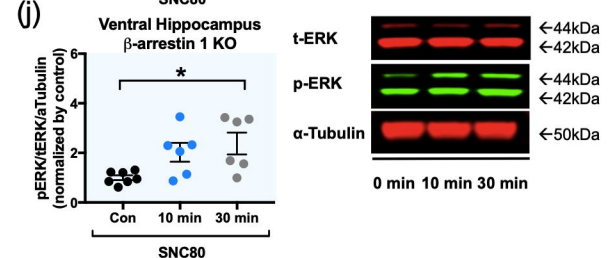 SNC80
(j)
Ventral Hippocampus
β-arrestin 1 KO
pERK/tERK/aTubulin
(normalized by control)
6
4
2
0
*
Con 10 min 30 min
SNC80
t-ERK
←44kDa
←42kDa
p-ERK
←44kDa
←42kDa
α-Tubulin
←50kDa
0 min 10 min 30 min